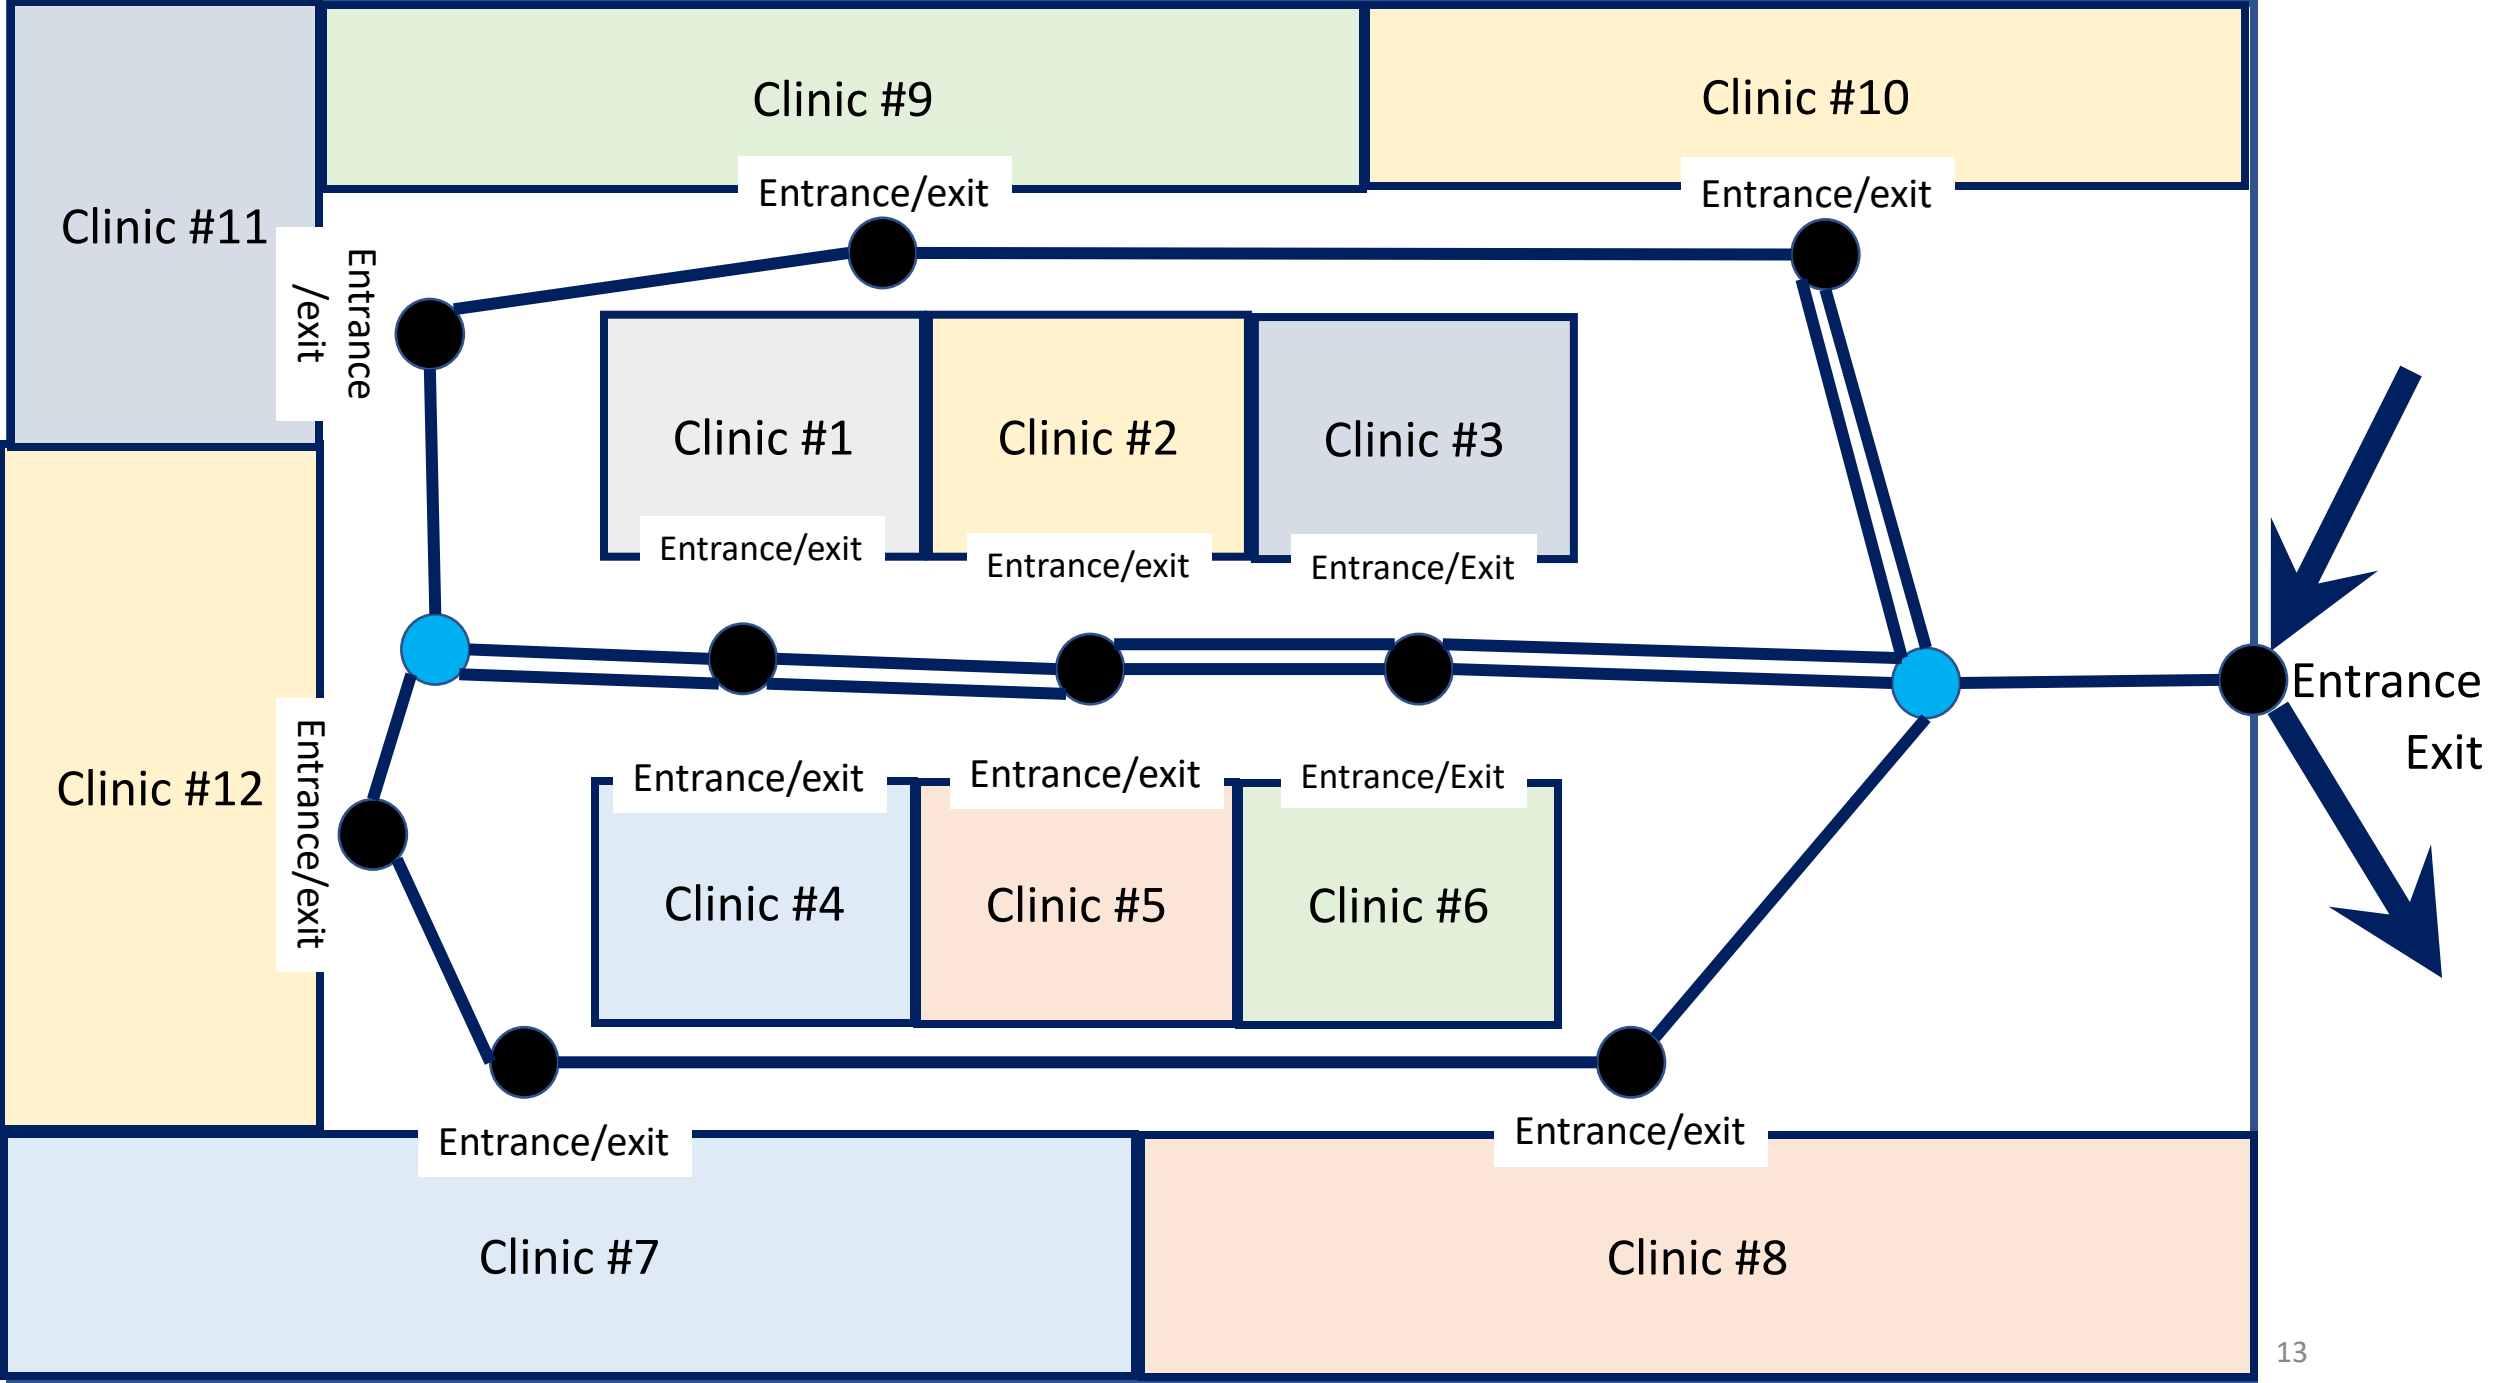 Clinic #9
Clinic #10
Entrance/exit
Entrance/exit
Clinic #11
Entrance
/exit
Clinic #1
Clinic #2
Clinic #3
Entrance/exit
Entrance/exit
Entrance/Exit
Entrance
Exit
Clinic #12
Entrance/exit
Entrance/exit
Entrance/exit
Entrance/Exit
Clinic #4
Clinic #5
Clinic #6
Entrance/exit
Entrance/exit
Clinic #7
Clinic #8
13